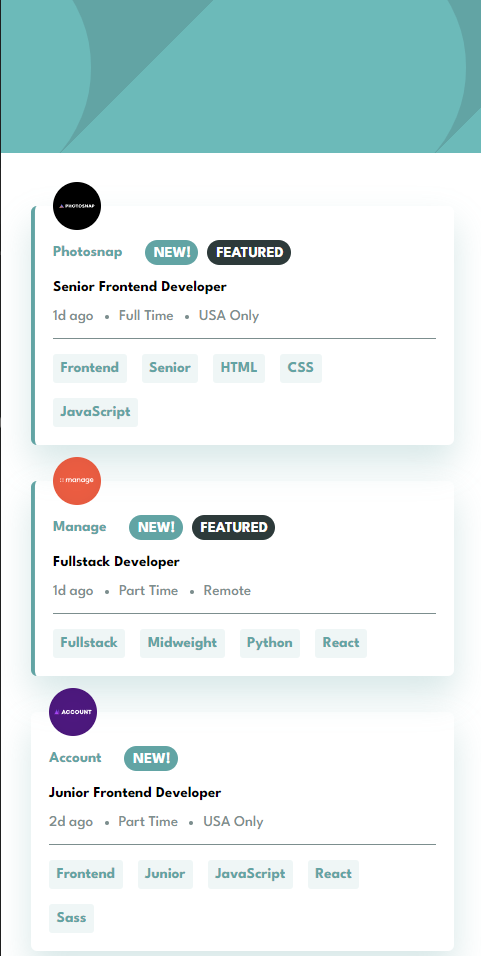 PHOTOSNAP
Photosnap NEW! FEATURED
Senior Frontend Developer
1d ago • Full Time • USA Only
Frontend Senior HTML CSS
JavaScript
:: manage
Manage NEW! FEATURED
Fullstack Developer
1d ago • Part Time • Remote
Fullstack Midweight Python React
ACCOUNT
Account NEW!
Junior Frontend Developer
2d ago • Part Time • USA Only
Frontend Junior JavaScript React
Sass